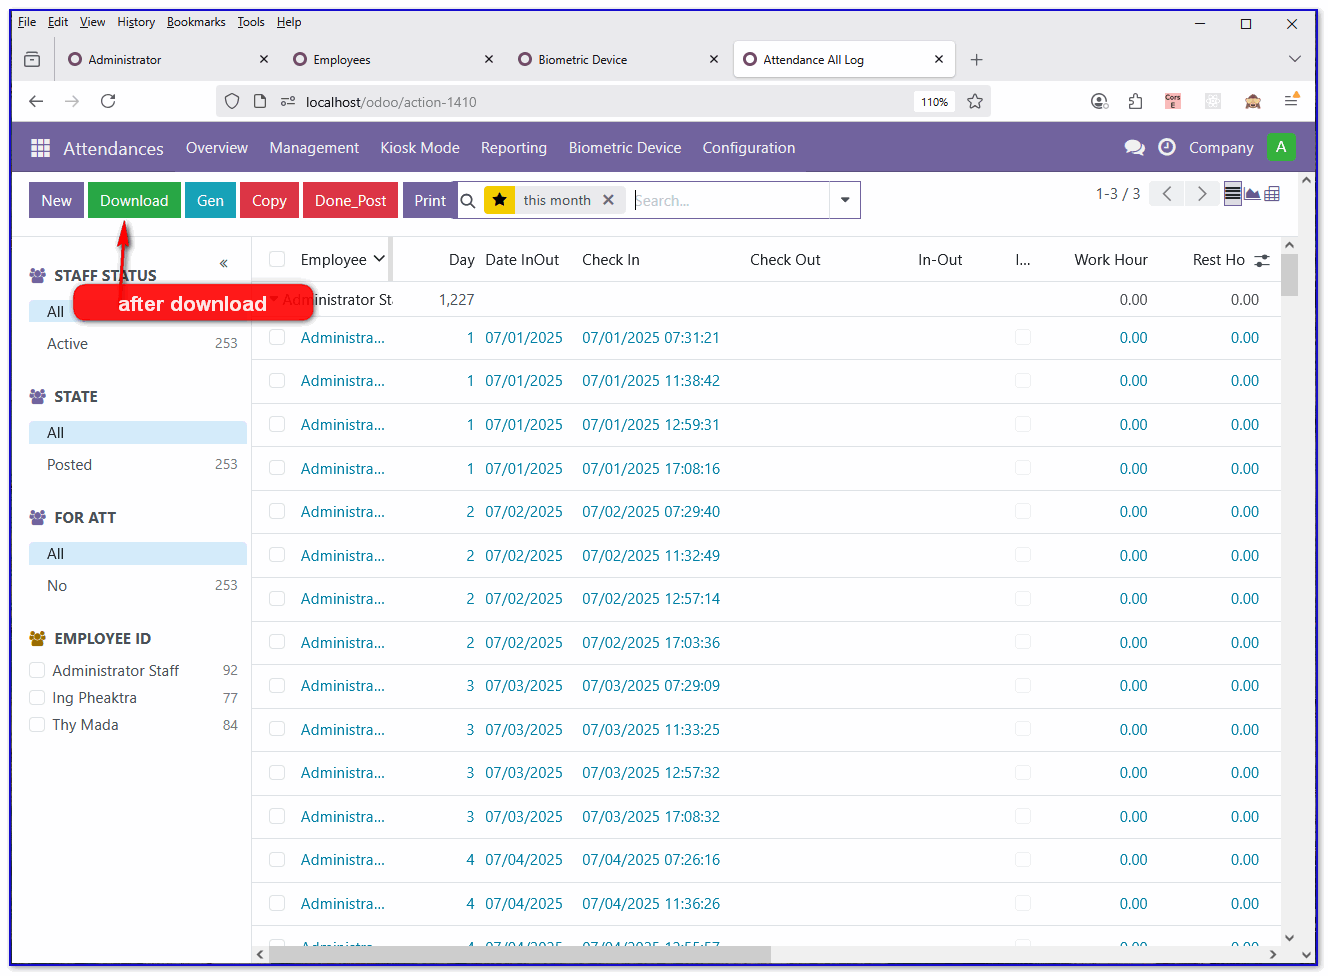 File Edit View History Bookmarks Tools Help
Administrator Employees Biometric Device Attendance All Log
localhost/odoo/action-1410 110%
Attendances Overview Management Kiosk Mode Reporting Biometric Device Configuration Company A
New Download Gen Copy Done_Post Print this month Search... 1-3 / 3
STAFF STATUS
All
Active 253
STATE
All
Posted 253
FOR ATT
All
No 253
EMPLOYEE ID
Administrator Staff 92
Ing Pheaktra 77
Thy Mada 84
after download
Employee Day Date InOut Check In Check Out In-Out I... Work Hour Rest Ho
Administrator St 1,227 0.00 0.00
Administra... 1 07/01/2025 07/01/2025 07:31:21 0.00 0.00
Administra... 1 07/01/2025 07/01/2025 11:38:42 0.00 0.00
Administra... 1 07/01/2025 07/01/2025 12:59:31 0.00 0.00
Administra... 1 07/01/2025 07/01/2025 17:08:16 0.00 0.00
Administra... 2 07/02/2025 07/02/2025 07:29:40 0.00 0.00
Administra... 2 07/02/2025 07/02/2025 11:32:49 0.00 0.00
Administra... 2 07/02/2025 07/02/2025 12:57:14 0.00 0.00
Administra... 2 07/02/2025 07/02/2025 17:03:36 0.00 0.00
Administra... 3 07/03/2025 07/03/2025 07:29:09 0.00 0.00
Administra... 3 07/03/2025 07/03/2025 11:33:25 0.00 0.00
Administra... 3 07/03/2025 07/03/2025 12:57:32 0.00 0.00
Administra... 3 07/03/2025 07/03/2025 17:08:32 0.00 0.00
Administra... 4 07/04/2025 07/04/2025 07:26:16 0.00 0.00
Administra... 4 07/04/2025 07/04/2025 11:36:26 0.00 0.00